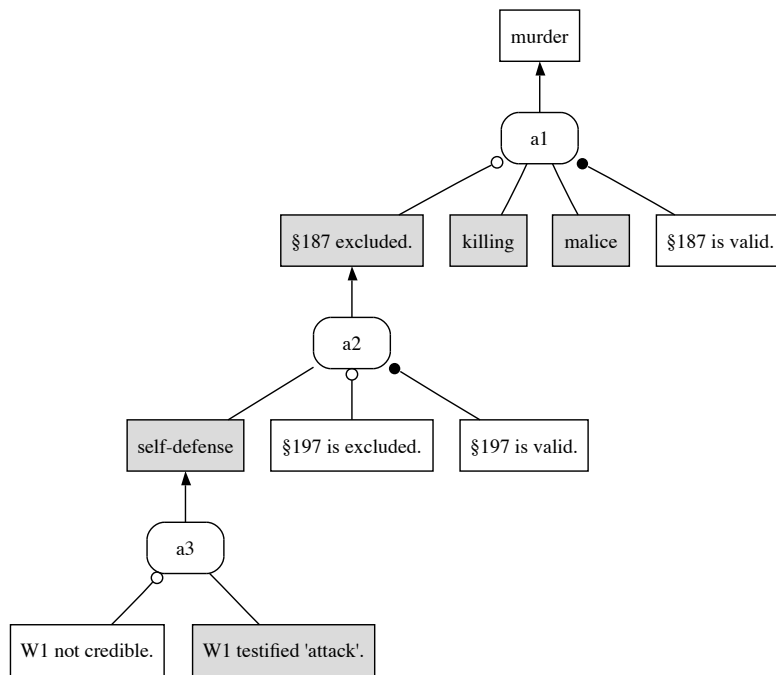 murder
a1
§187 excluded.
killing
malice
§187 is valid.
a2
self-defense
§197 is excluded.
§197 is valid.
a3
W1 not credible.
W1 testified 'attack'.